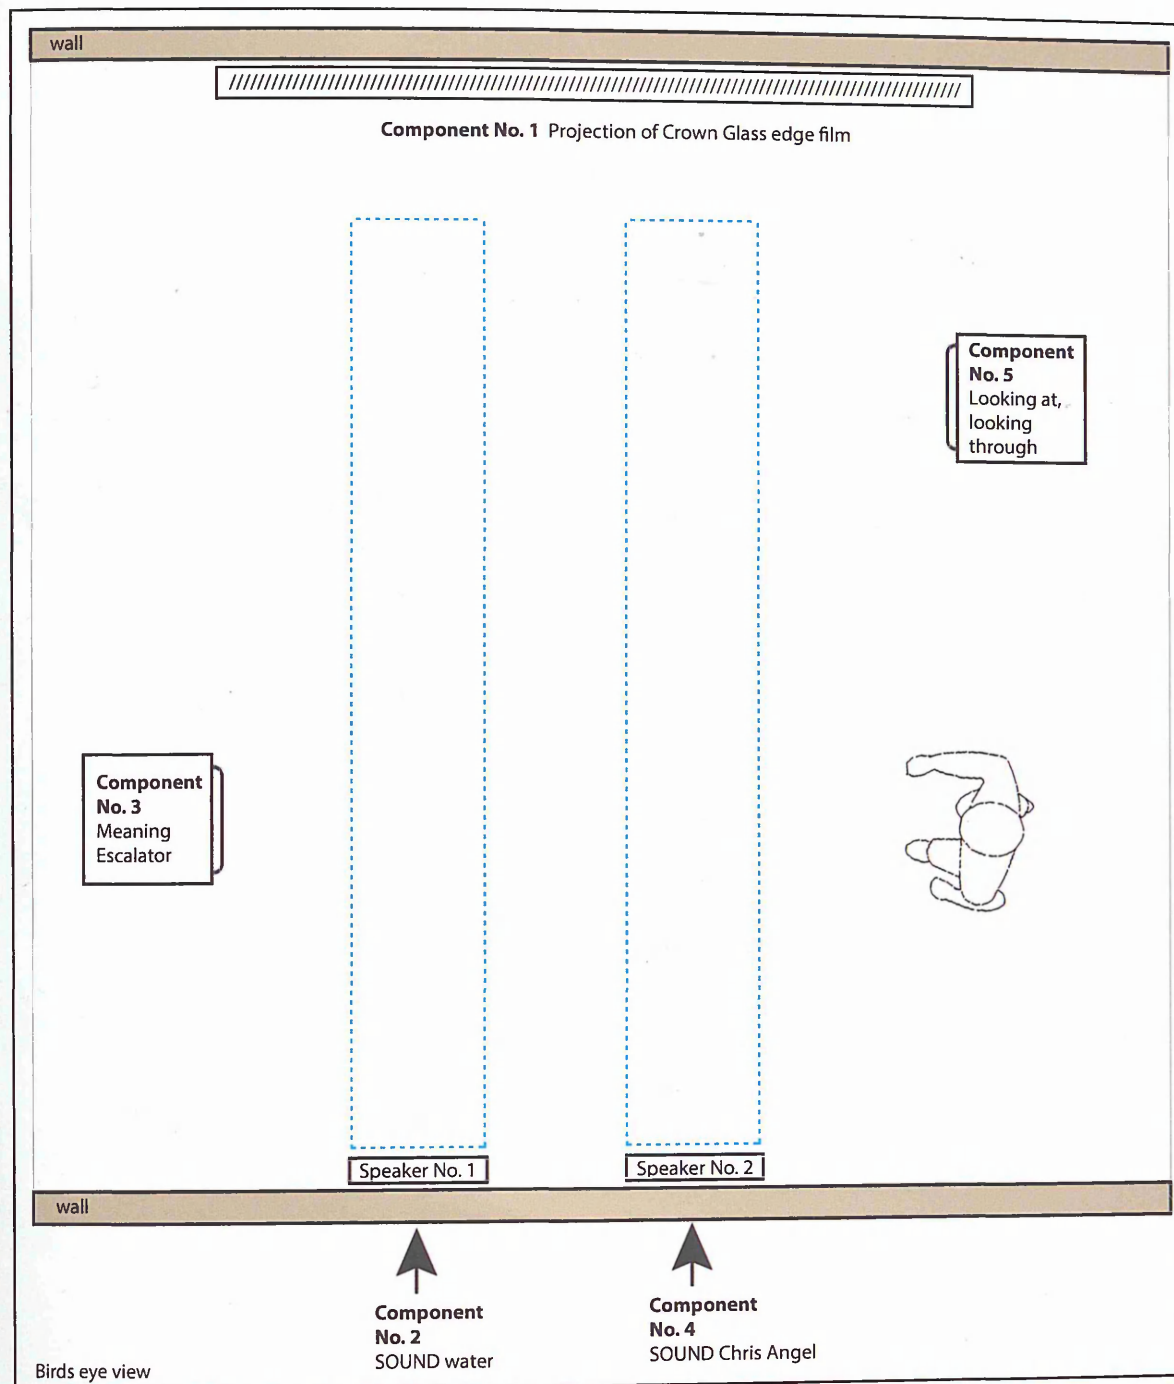 wall
Component No. 1 Projection of Crown Glass edge film
Component
No. 5
Looking at,
looking
through
Component
No. 3
Meaning
Escalator
Speaker No. 1
Speaker No. 2
wall
Component
No. 2
SOUND water
Component
No. 4
SOUND Chris Angel
Birds eye view